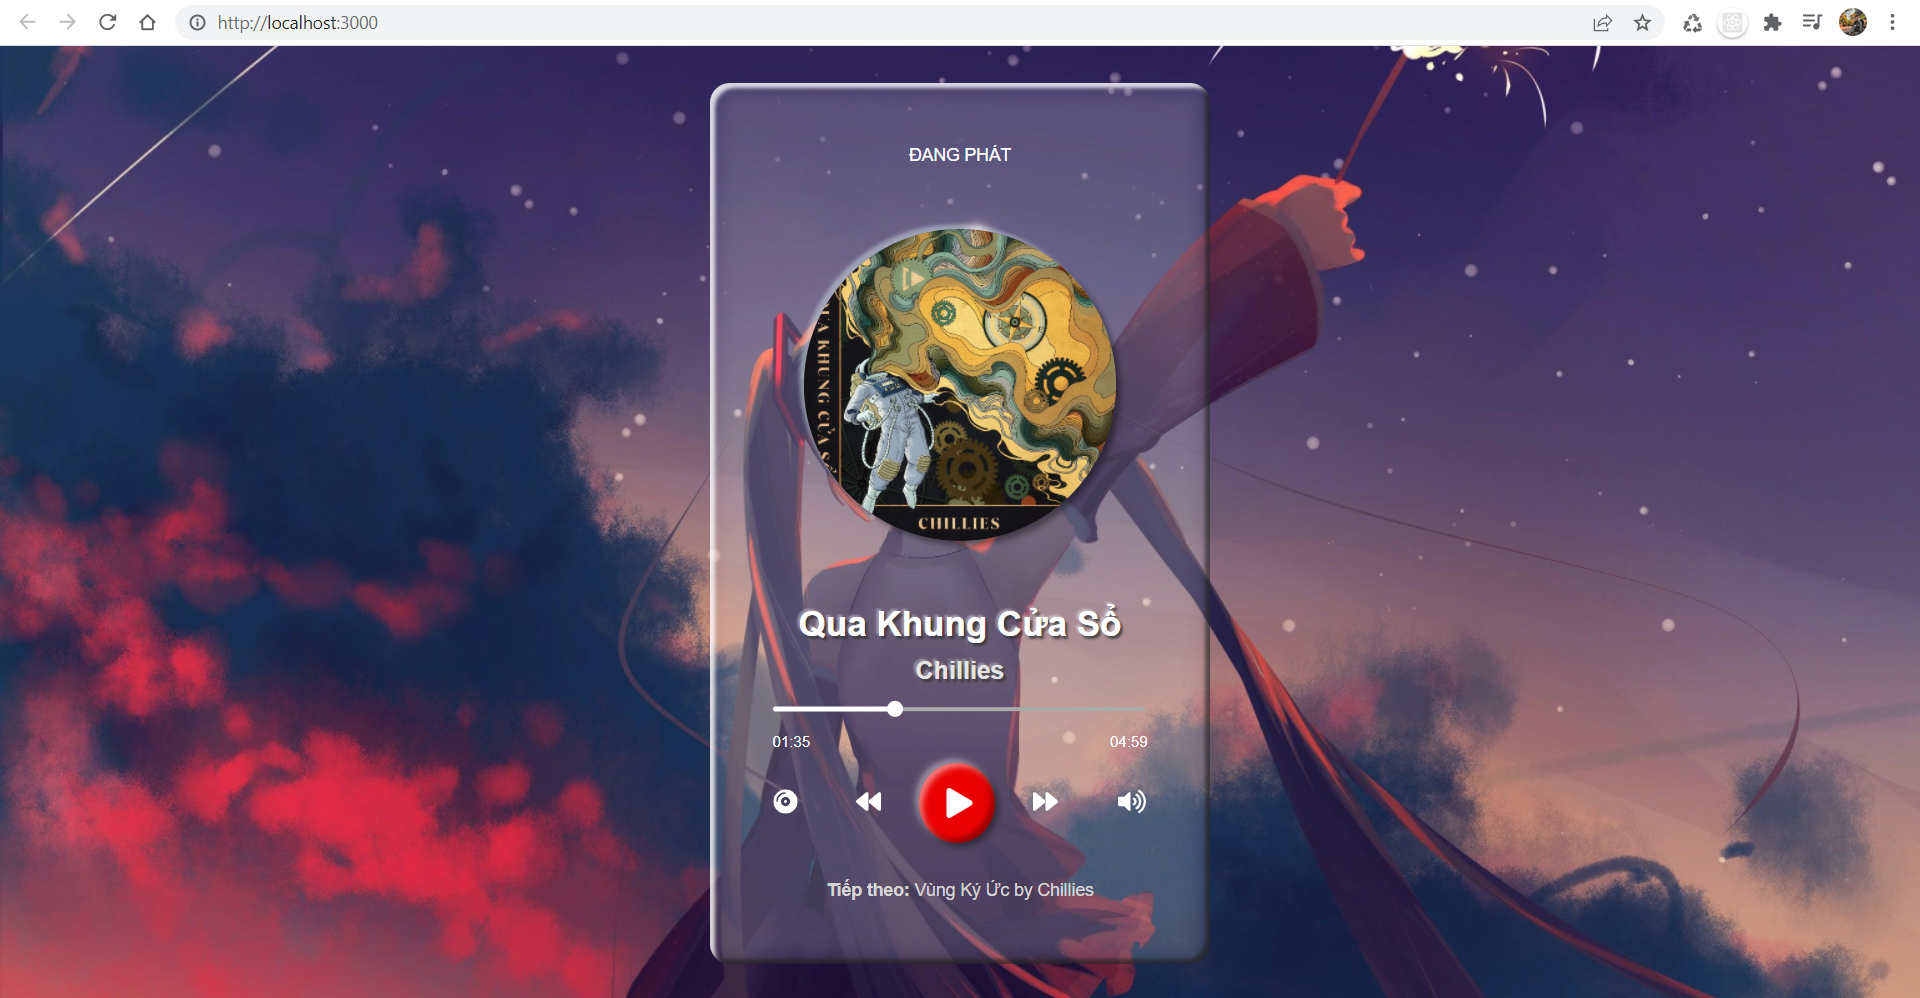 http://localhost:3000
ĐANG PHÁT
CHILLIES
Qua Khung Cửa Sổ
Chillies
01:35
04:59
Tiếp theo: Vùng Ký Ức by Chillies